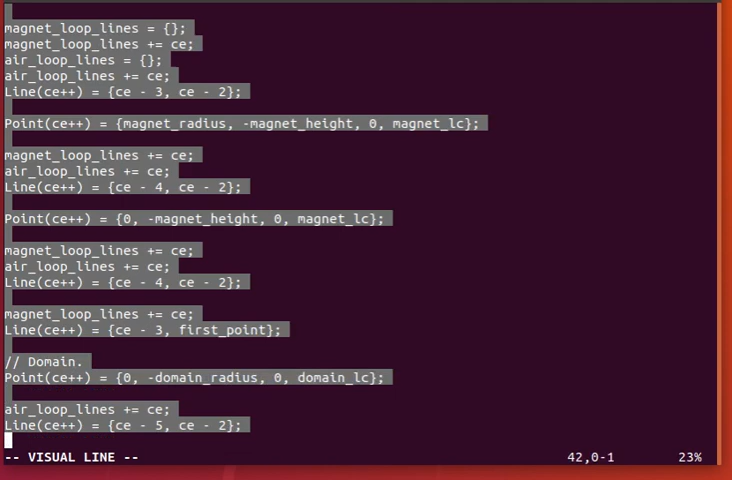 magnet_loop_lines = {};
magnet_loop_lines += ce;
air_loop_lines = {};
air_loop_lines += ce;
Line(ce++) = {ce - 3, ce - 2};
Point(ce++) = {magnet_radius, -magnet_height, 0, magnet_lc};
magnet_loop_lines += ce;
air_loop_lines += ce;
Line(ce++) = {ce - 4, ce - 2};
Point(ce++) = {0, -magnet_height, 0, magnet_lc};
magnet_loop_lines += ce;
air_loop_lines += ce;
Line(ce++) = {ce - 4, ce - 2};
magnet_loop_lines += ce;
Line(ce++) = {ce - 3, first_point};
// Domain.
Point(ce++) = {0, -domain_radius, 0, domain_lc};
air_loop_lines += ce;
Line(ce++) = {ce - 5, ce - 2};
-- VISUAL LINE -- 42,0-1 23%